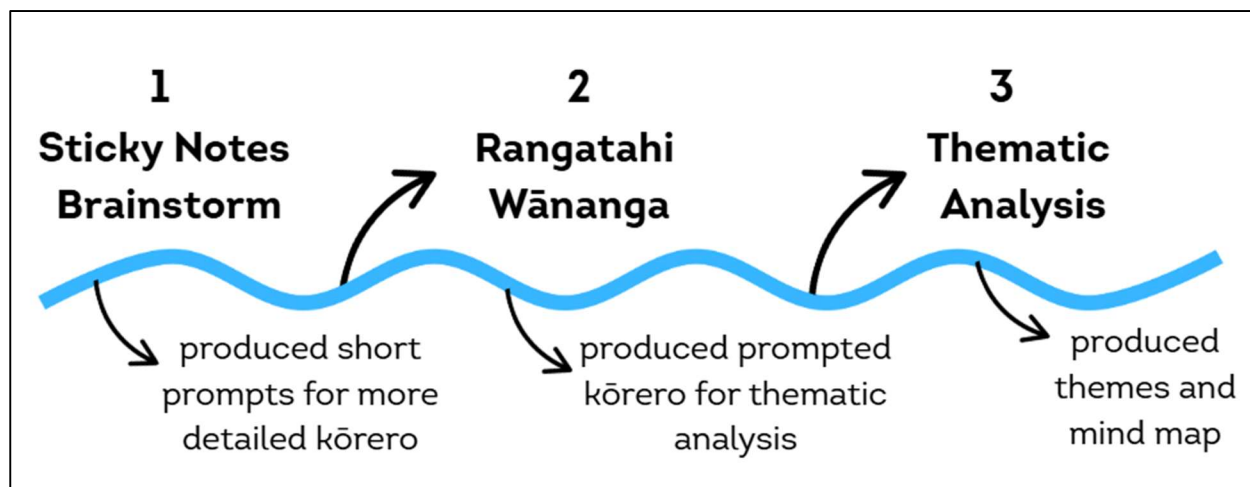 1
Sticky Notes
Brainstorm
produced short
prompts for more
detailed kōrero
2
Rangatahi
Wānanga
produced prompted
kōrero for thematic
analysis
3
Thematic
Analysis
produced
themes and
mind map